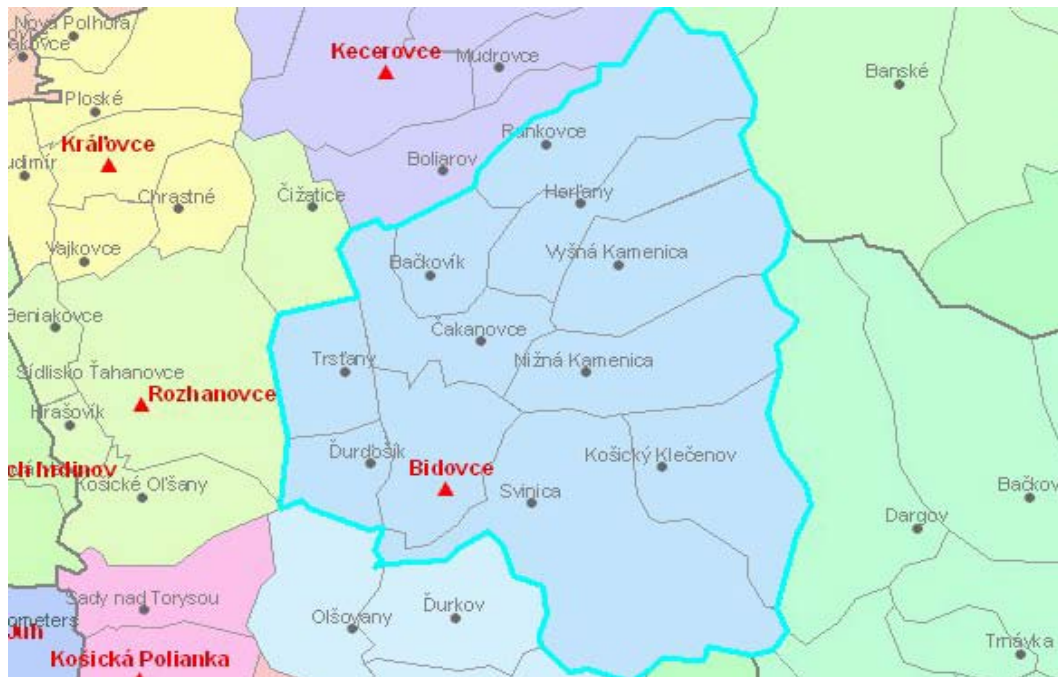 Nová Polhora
Kecerovce
Mudrovce
Banské
Ploské
Kráľovce
Rankovce
Boliarov
Herľany
Chrastné
Čižatice
Vajkovce
Bačkovík
Vyšná Kamenica
Beniakovce
Čakanovce
Trsťany
Nižná Kamenica
Sídlisko Ťahanovce
Rozhanovce
Hrašovík
Ďurďošík
Bidovce
Košický Klečenov
Košické Oľšany
Svinica
Bačkov
Dargov
Sady nad Torysou
Olšovany
Ďurkov
Trnávka
Košická Polianka